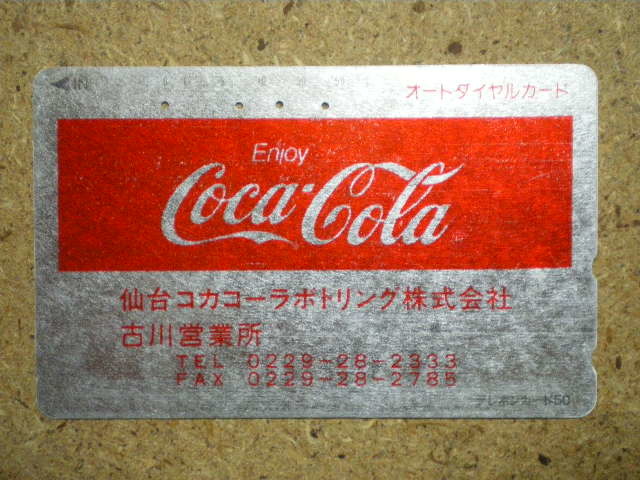 IN
オートダイヤルカード
Enjoy
Coca-Cola
仙台コカコーラボトリング株式会社
古川営業所
TEL 0229-28-2333
FAX 0229-28-2785
テレホンカード50